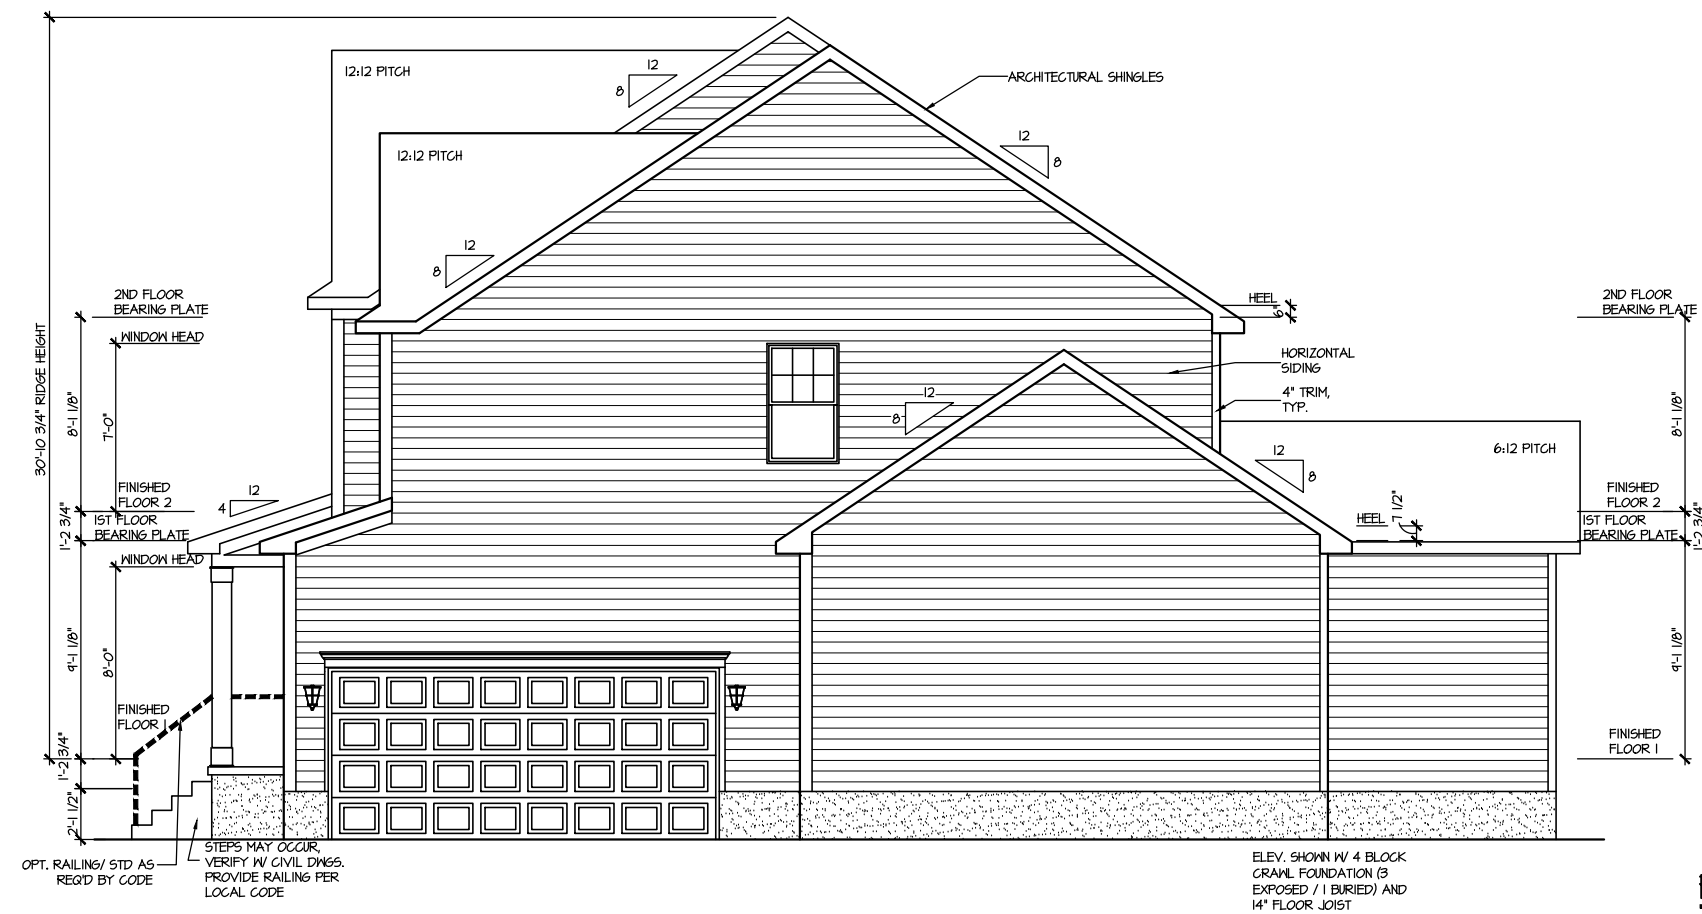 12:12 PITCH
12
8
ARCHITECTURAL SHINGLES
12:12 PITCH
12
8
12
8
2ND FLOOR
BEARING PLATE
WINDOW HEAD
30'-10 3/4" RIDGE HEIGHT
8'-1 1/8"
7'-0"
FINISHED
FLOOR 2
12
4
1'-2 3/4"
1ST FLOOR
BEARING PLATE
WINDOW HEAD
9'-1 1/8"
8'-0"
FINISHED
FLOOR 1
1'-2 3/4"
2'-1 1/2"
OPT. RAILING/ STD AS
REQ'D BY CODE
STEPS MAY OCCUR,
VERIFY W/ CIVIL DWGS.
PROVIDE RAILING PER
LOCAL CODE
HEEL
6"
HORIZONTAL
SIDING
4" TRIM,
TYP.
12
8
12
8
6:12 PITCH
HEEL
7 1/2"
2ND FLOOR
BEARING PLATE
8'-1 1/8"
FINISHED
FLOOR 2
1'-2 3/4"
1ST FLOOR
BEARING PLATE
9'-1 1/8"
FINISHED
FLOOR 1
ELEV. SHOWN W/ 4 BLOCK
CRAWL FOUNDATION (3
EXPOSED / 1 BURIED) AND
14" FLOOR JOIST